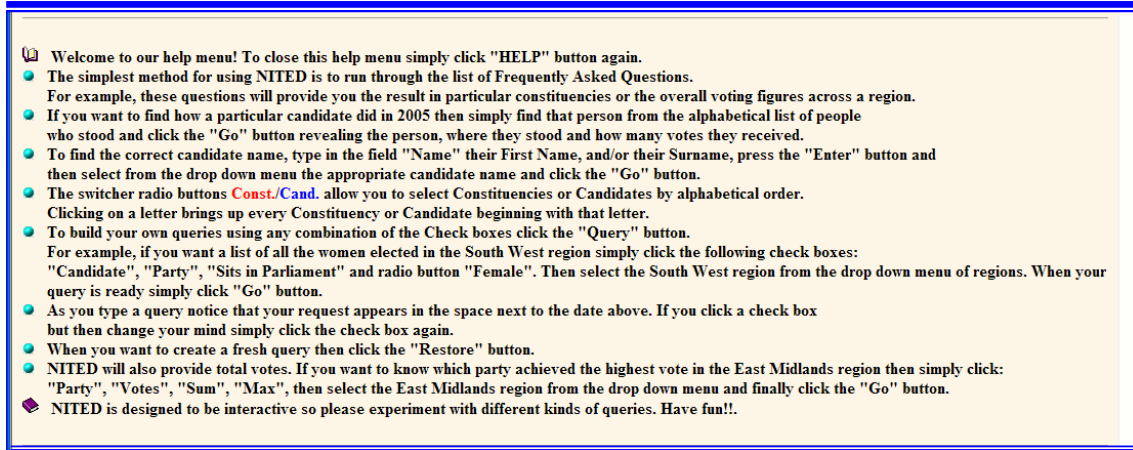 Welcome to our help menu! To close this help menu simply click "HELP" button again.
The simplest method for using NITED is to run through the list of Frequently Asked Questions.
For example, these questions will provide you the result in particular constituencies or the overall voting figures across a region.
If you want to find how a particular candidate did in 2005 then simply find that person from the alphabetical list of people
who stood and click the "Go" button revealing the person, where they stood and how many votes they received.
To find the correct candidate name, type in the field "Name" their First Name, and/or their Surname, press the "Enter" button and
then select from the drop down menu the appropriate candidate name and click the "Go" button.
The switcher radio buttons Const./Cand. allow you to select Constituencies or Candidates by alphabetical order.
Clicking on a letter brings up every Constituency or Candidate beginning with that letter.
To build your own queries using any combination of the Check boxes click the "Query" button.
For example, if you want a list of all the women elected in the South West region simply click the following check boxes:
"Candidate", "Party", "Sits in Parliament" and radio button "Female". Then select the South West region from the drop down menu of regions. When your
query is ready simply click "Go" button.
As you type a query notice that your request appears in the space next to the date above. If you click a check box
but then change your mind simply click the check box again.
When you want to create a fresh query then click the "Restore" button.
NITED will also provide total votes. If you want to know which party achieved the highest vote in the East Midlands region then simply click:
"Party", "Votes", "Sum", "Max", then select the East Midlands region from the drop down menu and finally click the "Go" button.
NITED is designed to be interactive so please experiment with different kinds of queries. Have fun!!.